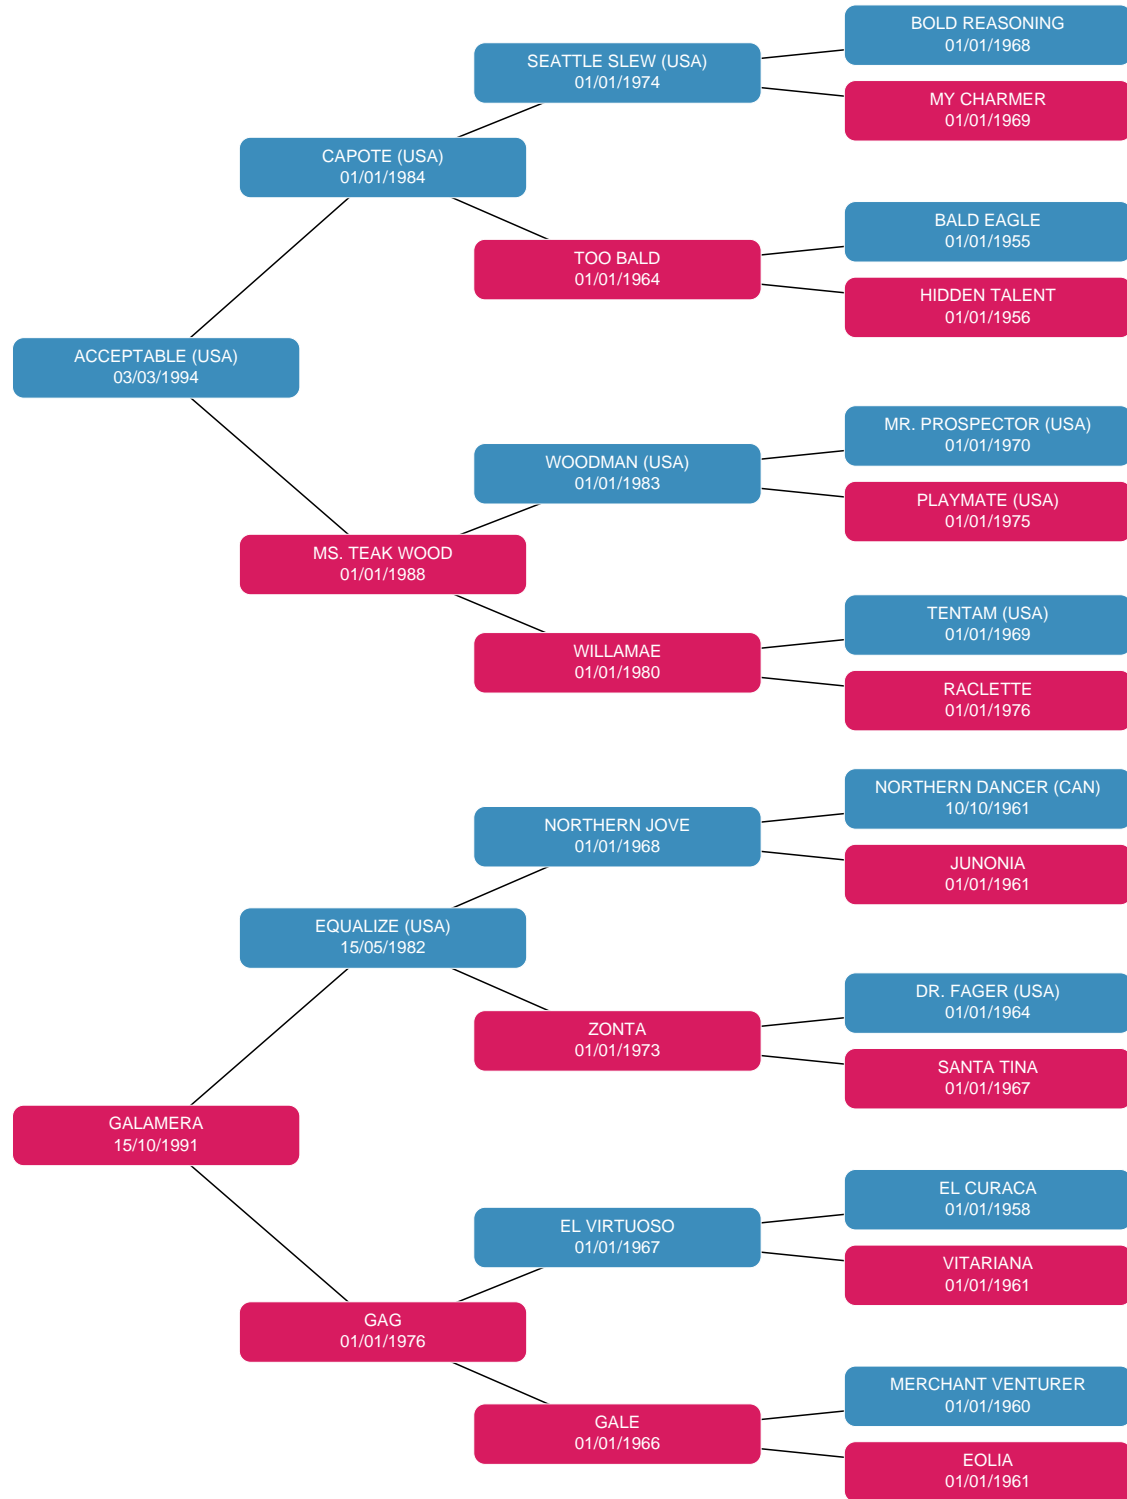 BOLD REASONING
01/01/1968
SEATTLE SLEW (USA)
01/01/1974
MY CHARMER
01/01/1969
CAPOTE (USA)
01/01/1984
BALD EAGLE
01/01/1955
TOO BALD
01/01/1964
HIDDEN TALENT
01/01/1956
ACCEPTABLE (USA)
03/03/1994
MR. PROSPECTOR (USA)
01/01/1970
WOODMAN (USA)
01/01/1983
PLAYMATE (USA)
01/01/1975
MS. TEAK WOOD
01/01/1988
TENTAM (USA)
01/01/1969
WILLAMAE
01/01/1980
RACLETTE
01/01/1976
NORTHERN DANCER (CAN)
10/10/1961
NORTHERN JOVE
01/01/1968
JUNONIA
01/01/1961
EQUALIZE (USA)
15/05/1982
DR. FAGER (USA)
01/01/1964
ZONTA
01/01/1973
SANTA TINA
01/01/1967
GALAMERA
15/10/1991
EL CURACA
01/01/1958
EL VIRTUOSO
01/01/1967
VITARIANA
01/01/1961
GAG
01/01/1976
MERCHANT VENTURER
01/01/1960
GALE
01/01/1966
EOLIA
01/01/1961